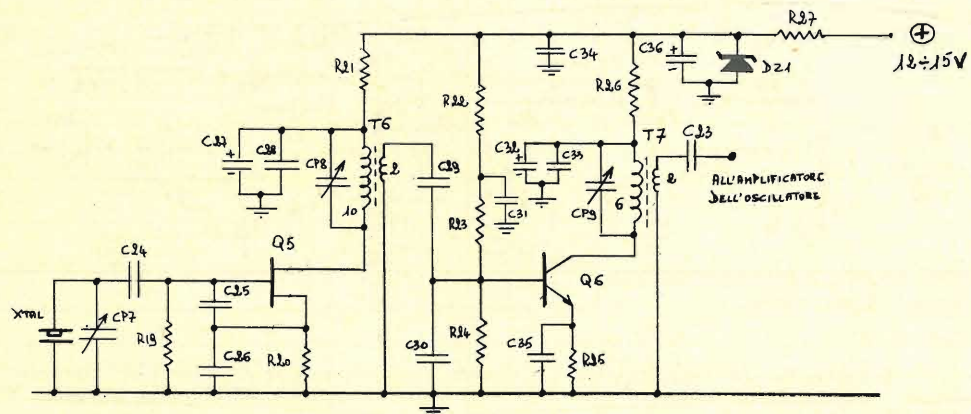 R27
+
12÷15V
DZ1
C36
C34
R21
R22
R26
T6
T7
C23
C27
C28
CP8
10
2
C29
C32
C33
CP9
6
2
ALL'AMPLIFICATORE
DELL'OSCILLATORE
C31
R23
Q5
Q6
C24
C25
XTAL
CP7
R19
C26
R20
C30
R24
C35
R25